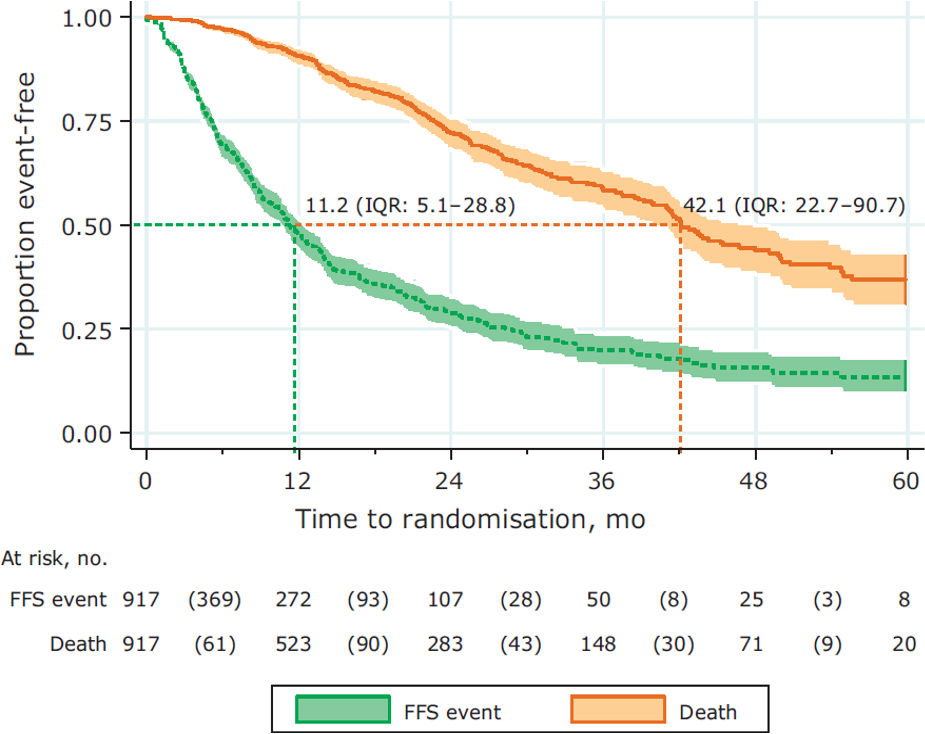 Proportion event-free
1.00
0.75
0.50
0.25
0.00
11.2 (IQR: 5.1–28.8)
42.1 (IQR: 22.7–90.7)
0 12 24 36 48 60
Time to randomisation, mo
At risk, no.
FFS event 917 (369) 272 (93) 107 (28) 50 (8) 25 (3) 8
Death 917 (61) 523 (90) 283 (43) 148 (30) 71 (9) 20
FFS event
Death